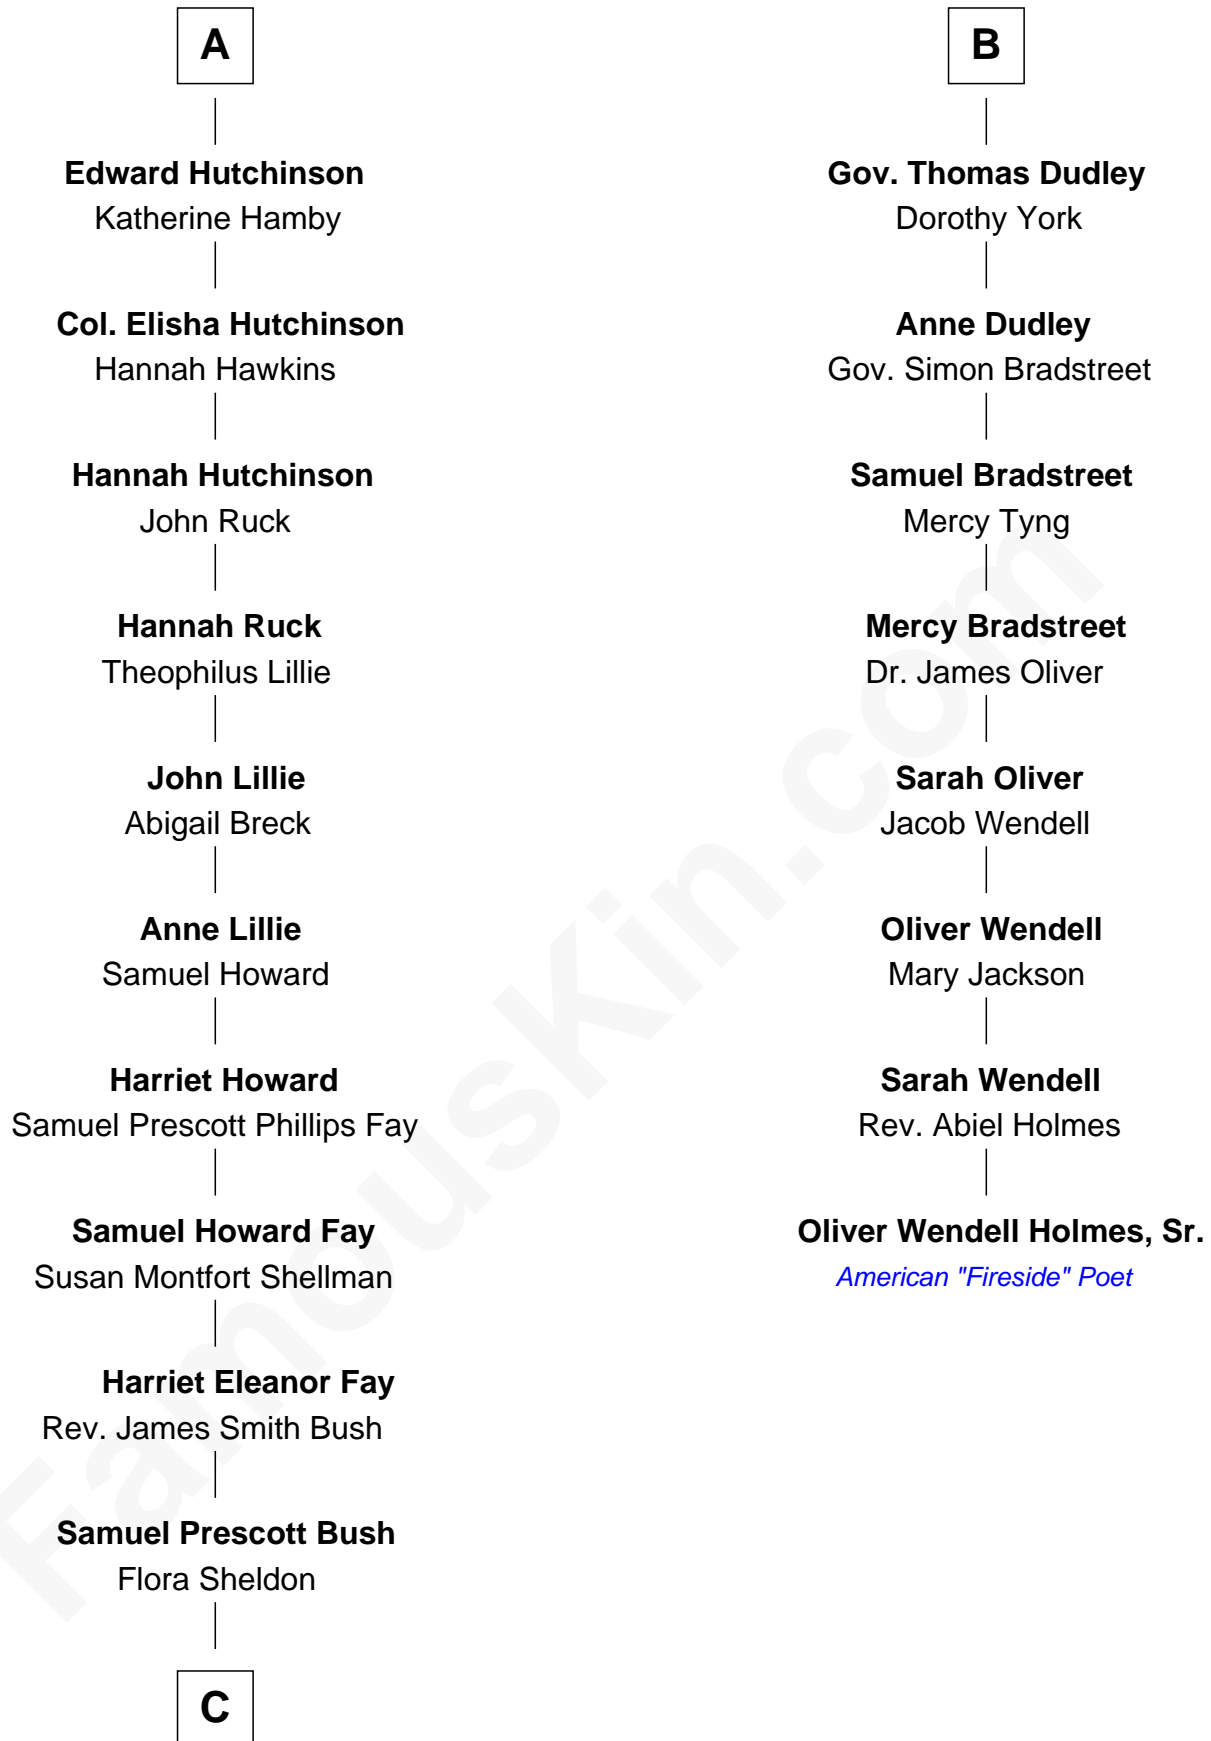 A
Edward Hutchinson
Katherine Hamby
Col. Elisha Hutchinson
Hannah Hawkins
Hannah Hutchinson
John Ruck
Hannah Ruck
Theophilus Lillie
John Lillie
Abigail Breck
Anne Lillie
Samuel Howard
Harriet Howard
Samuel Prescott Phillips Fay
Samuel Howard Fay
Susan Montfort Shellman
Harriet Eleanor Fay
Rev. James Smith Bush
Samuel Prescott Bush
Flora Sheldon
C
B
Gov. Thomas Dudley
Dorothy York
Anne Dudley
Gov. Simon Bradstreet
Samuel Bradstreet
Mercy Tyng
Mercy Bradstreet
Dr. James Oliver
Sarah Oliver
Jacob Wendell
Oliver Wendell
Mary Jackson
Sarah Wendell
Rev. Abiel Holmes
Oliver Wendell Holmes, Sr.
American "Fireside" Poet
FamousKin.com